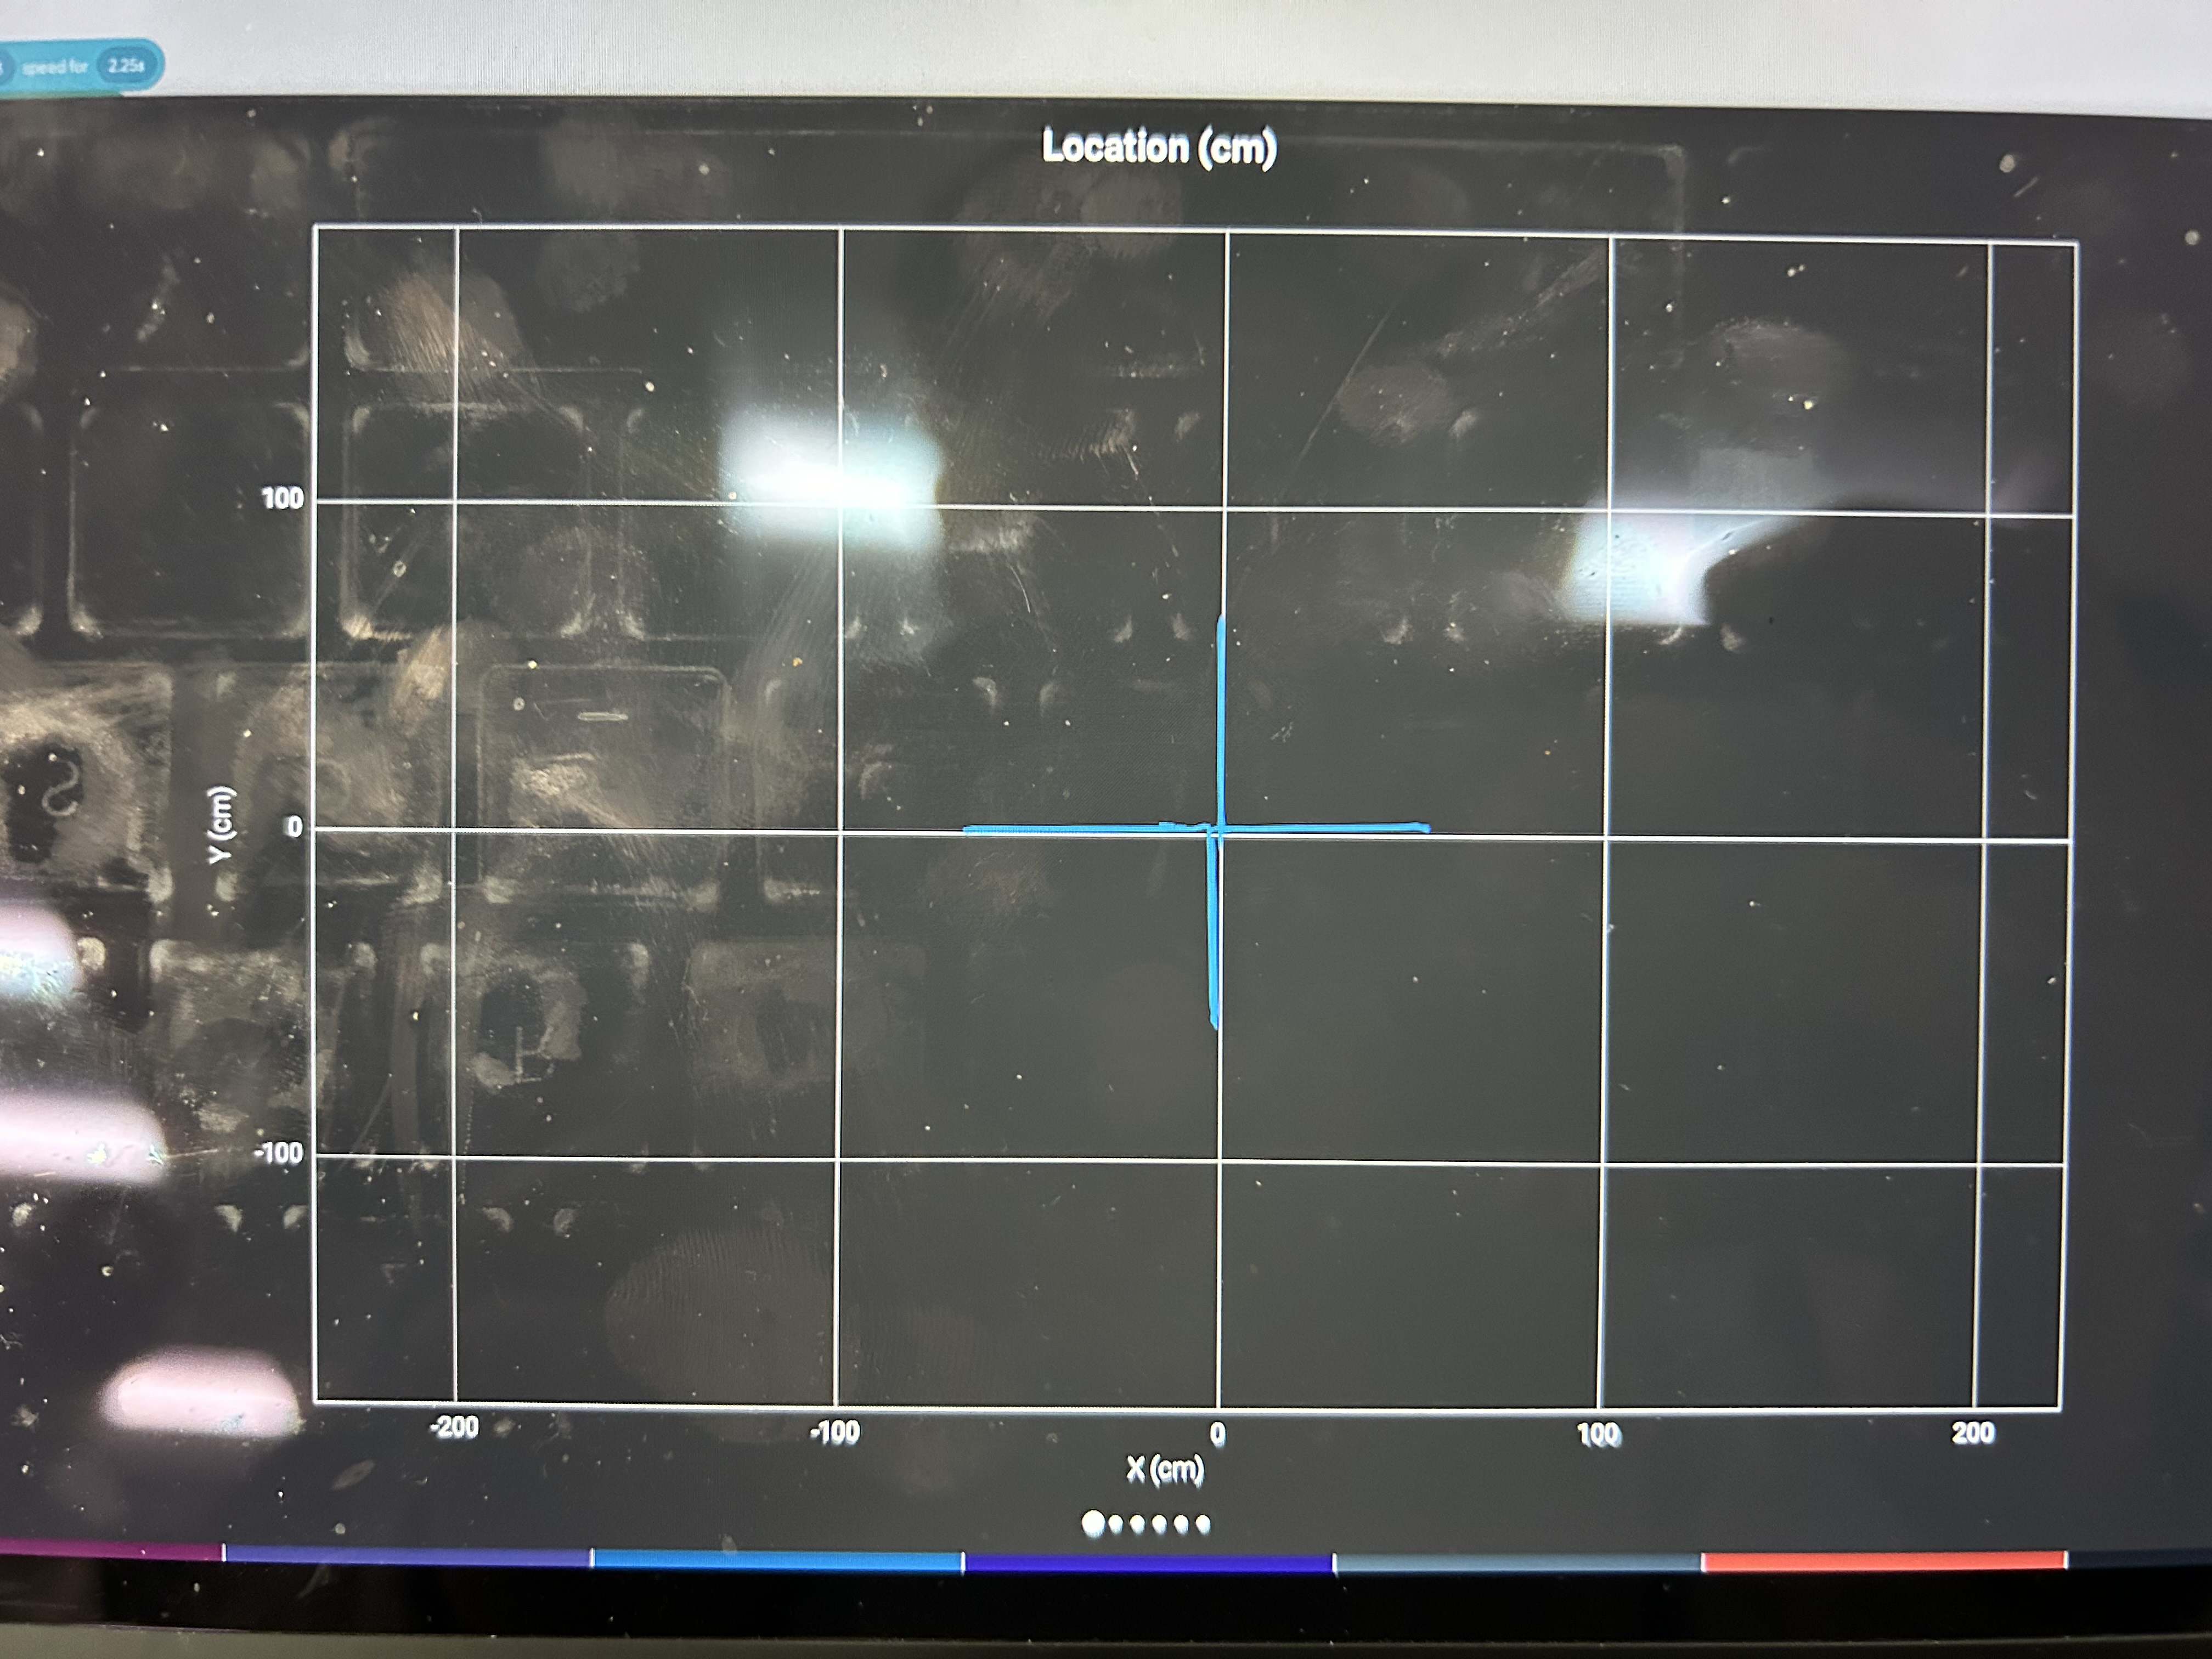 speed for 2.25s
Location (cm)
100
0
-100
Y (cm)
-200 -100 0 100 200
X (cm)